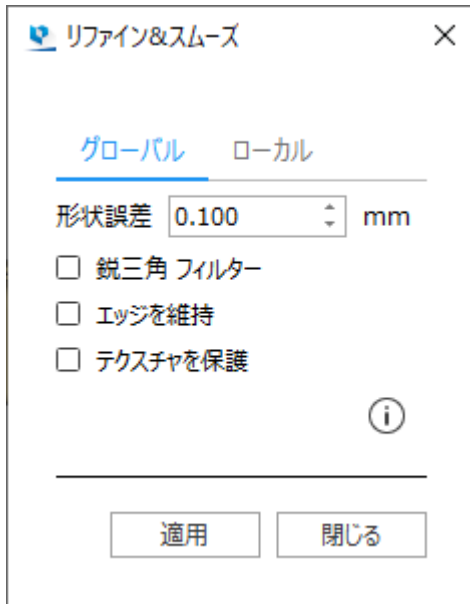 リファイン&スムーズ
グローバル ローカル
形状誤差 0.100 mm
鋭三角 フィルター
エッジを維持
テクスチャを保護
適用 閉じる